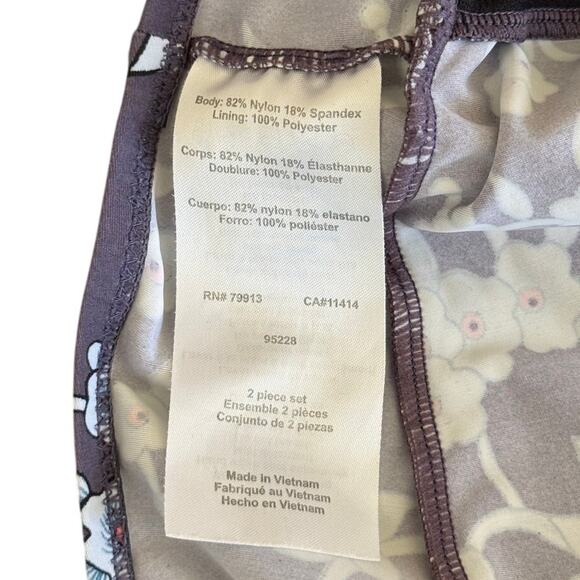 Body: 82% Nylon 18% Spandex
Lining: 100% Polyester
Corps: 82% Nylon 18% Élasthanne
Doublure: 100% Polyester
Cuerpo: 82% nylon 18% elastano
Forro: 100% poliéster
RN# 79913 CA#11414
95228
2 piece set
Ensemble 2 pièces
Conjunto de 2 piezas
Made in Vietnam
Fabriqué au Vietnam
Hecho en Vietnam